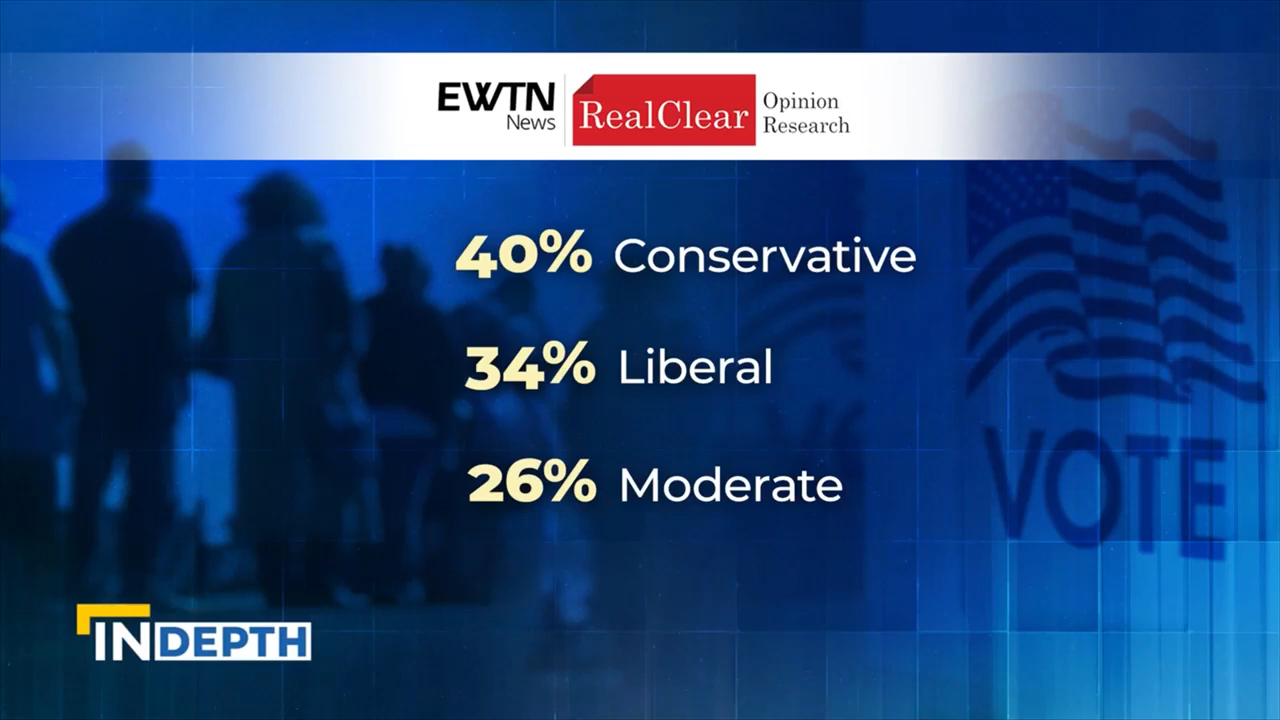 EWTN
News
RealClear
Opinion
Research
40% Conservative
34% Liberal
26% Moderate
VOTE
INDEPTH